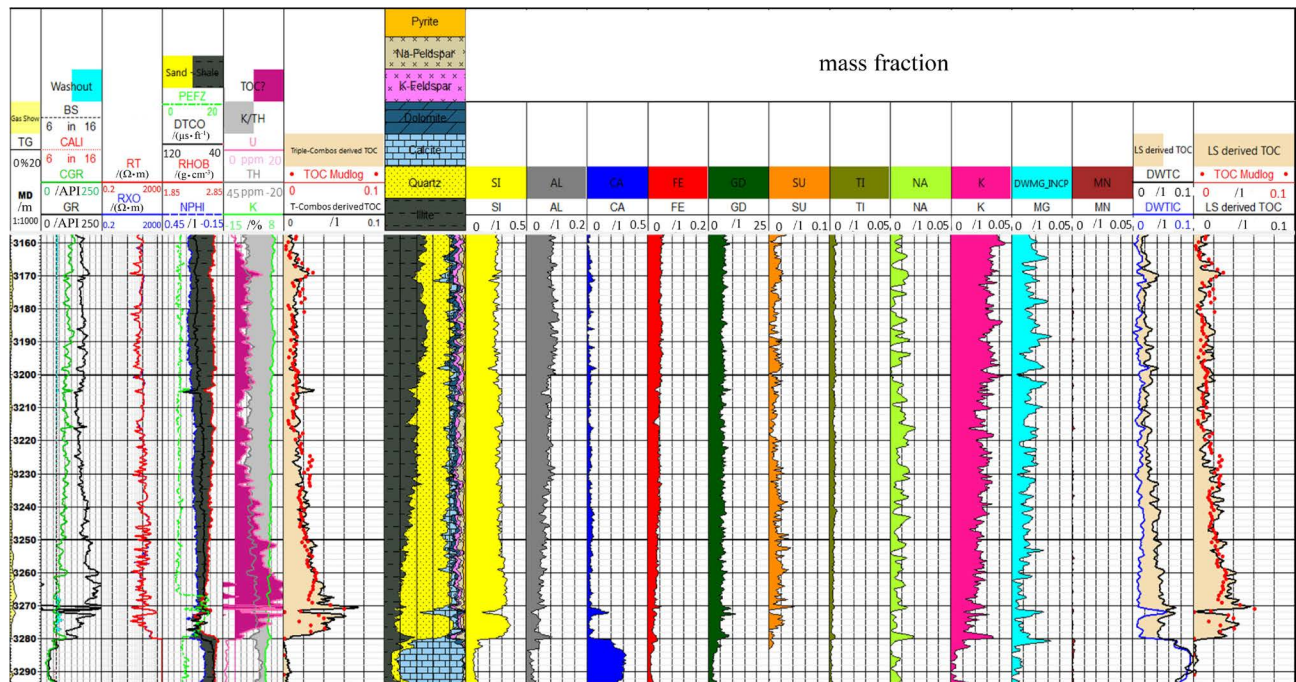 Pyrite
Na-Feldspar
K-Feldspar
Dolomite
Calcite
Quartz
Illite
mass fraction
Gas Show
TG
0%20
MD
/m
1:1000
Washout
BS
6 in 16
CALI
6 in 16
CGR
0 /API 250
GR
0 /API 250
RT
/(Ω•m)
0.2 2000
RXO
/(Ω•m)
0.2 2000
Sand - Shale
PEFZ
0 20
DTCO
/(μs•ft⁻¹)
120 40
RHOB
/(g•cm⁻³)
1.85 2.85
NPHI
0.45 /1 -0.15
TOC?
K/TH
U
0 ppm 20
TH
45 ppm -20
K
-15 /% 8
Triple-Combos derived TOC
• TOC Mudlog •
0 0.1
T-Combos derived TOC
0 /1 0.1
SI
SI
0 /1 0.5
AL
AL
0 /1 0.2
CA
CA
0 /1 0.5
FE
FE
0 /1 0.2
GD
GD
0 /1 25
SU
SU
0 /1 0.1
TI
TI
0 /1 0.05
NA
NA
0 /1 0.05
K
K
0 /1 0.05
DWMG_INCP
MG
0 /1 0.05
MN
MN
0 /1 0.05
LS derived TOC
DWTC
0 /1 0.1
DWTIC
0 /1 0.1
LS derived TOC
• TOC Mudlog •
0 0.1
LS derived TOC
0 /1 0.1
3160
3170
3180
3190
3200
3210
3220
3230
3240
3250
3260
3270
3280
3290